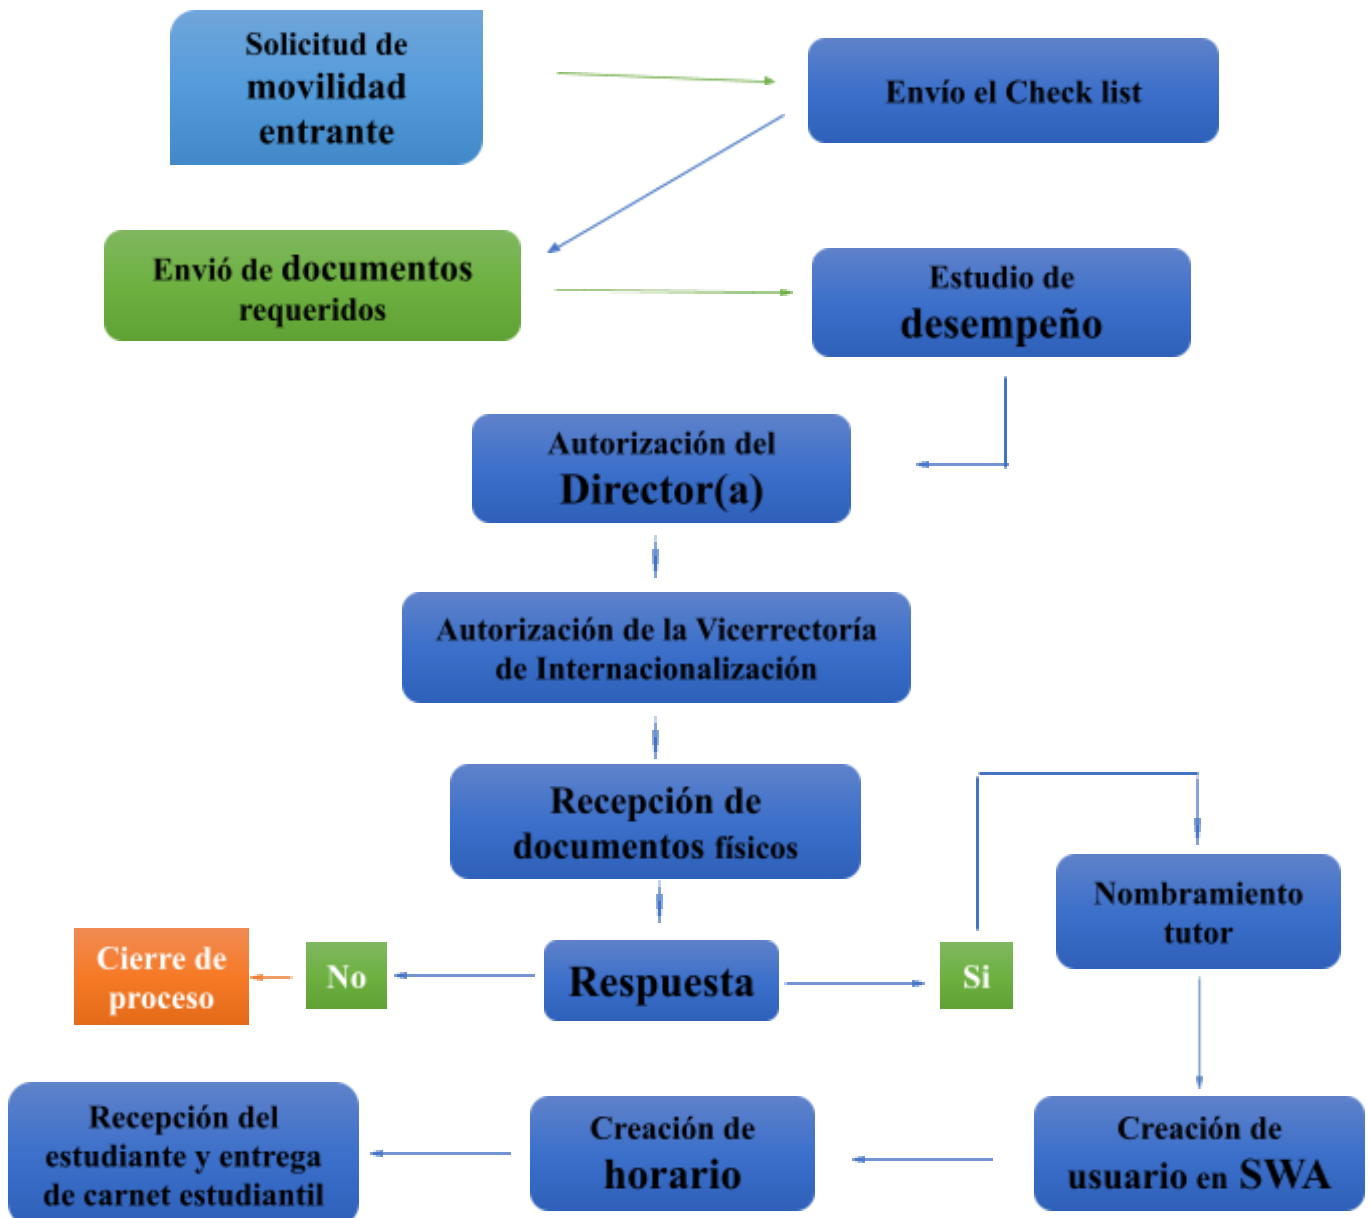 Solicitud de
movilidad
entrante
Envío el Check list
Envió de documentos
requeridos
Estudio de
desempeño
Autorización del
Director(a)
Autorización de la Vicerrectoría
de Internacionalización
Recepción de
documentos físicos
Nombramiento
tutor
Cierre de
proceso
No
Respuesta
Si
Recepción del
estudiante y entrega
de carnet estudiantil
Creación de
horario
Creación de
usuario en SWA